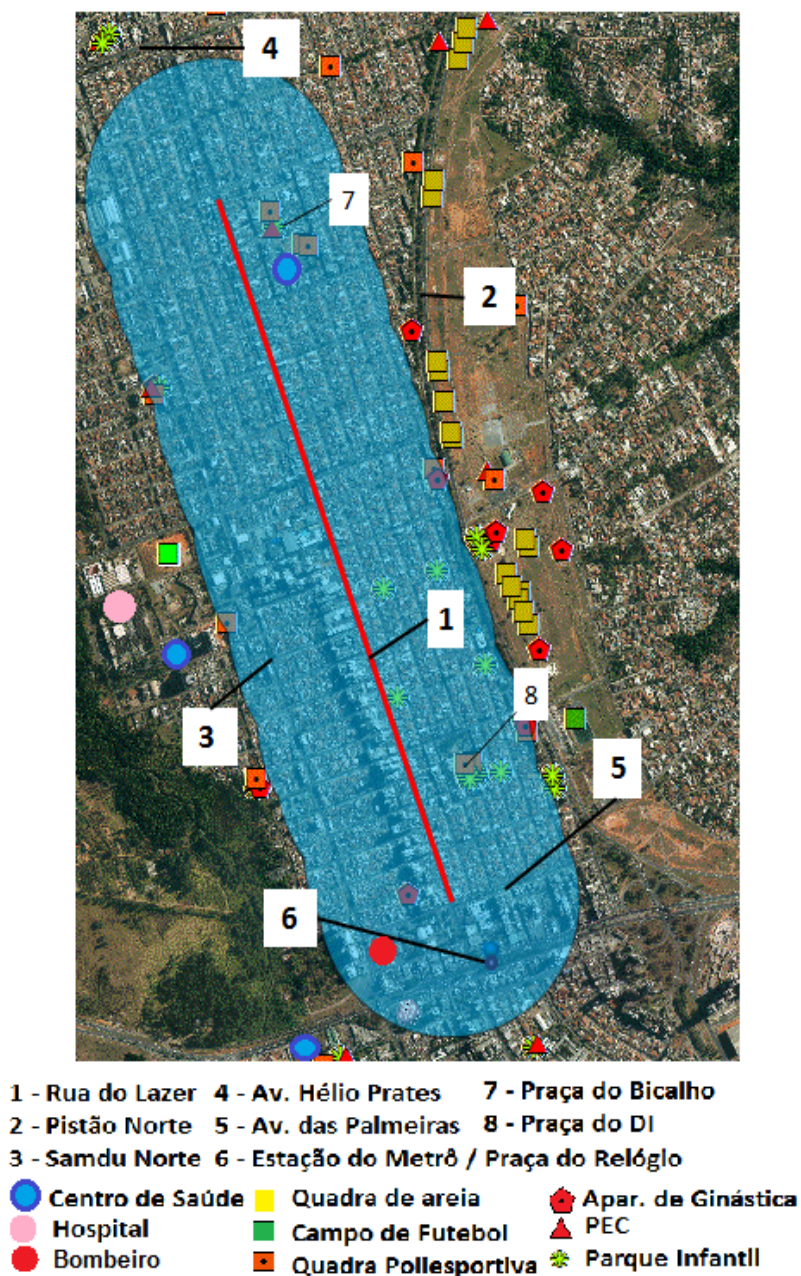 4
7
2
1
8
3
5
6
1 - Rua do Lazer 4 - Av. Hélio Prates 7 - Praça do Bicalho
2 - Pistão Norte 5 - Av. das Palmeiras 8 - Praça do DI
3 - Samdu Norte 6 - Estação do Metrô / Praça do Relógio
Centro de Saúde Quadra de areia Apar. de Ginástica
Hospital Campo de Futebol PEC
Bombeiro Quadra Poliesportiva Parque Infantil